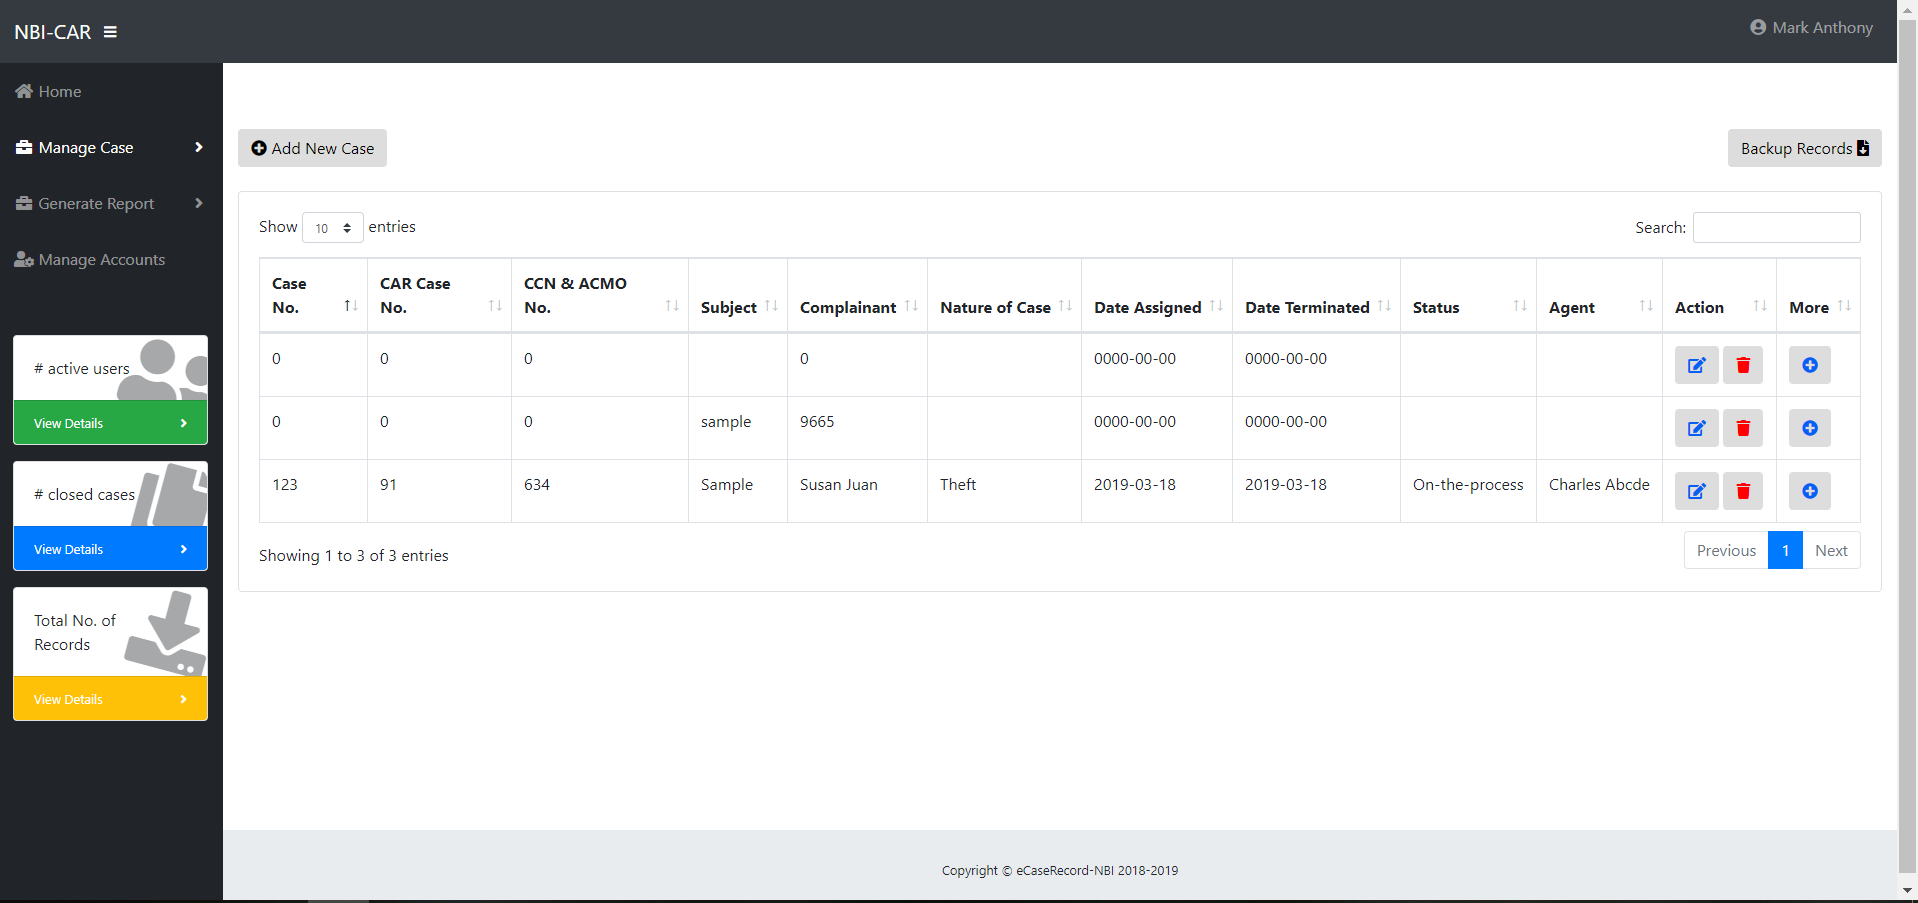 NBI-CAR
Mark Anthony
Home
Manage Case
Generate Report
Manage Accounts
# active users
View Details
# closed cases
View Details
Total No. of
Records
View Details
Add New Case
Backup Records
Show 10 entries
Search:
Case No. CAR Case No. CCN & ACMO No. Subject Complainant Nature of Case Date Assigned Date Terminated Status Agent Action More
0 0 0 0 0000-00-00 0000-00-00
0 0 0 sample 9665 0000-00-00 0000-00-00
123 91 634 Sample Susan Juan Theft 2019-03-18 2019-03-18 On-the-process Charles Abcde
Showing 1 to 3 of 3 entries
Previous 1 Next
Copyright © eCaseRecord-NBI 2018-2019